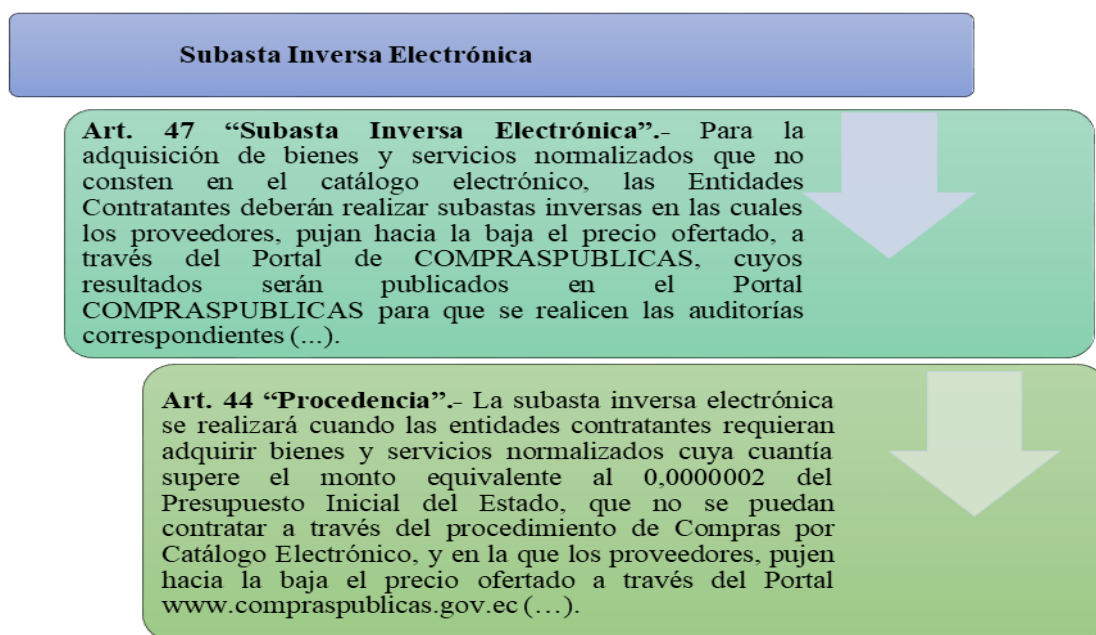 Subasta Inversa Electrónica
Art. 47 “Subasta Inversa Electrónica”.- Para la
adquisición de bienes y servicios normalizados que no
consten en el catálogo electrónico, las Entidades
Contratantes deberán realizar subastas inversas en las cuales
los proveedores, pujan hacia la baja el precio ofertado, a
través del Portal de COMPRASPUBLICAS, cuyos
resultados serán publicados en el Portal
COMPRASPUBLICAS para que se realicen las auditorías
correspondientes (...).
Art. 44 “Procedencia”.- La subasta inversa electrónica
se realizará cuando las entidades contratantes requieran
adquirir bienes y servicios normalizados cuya cuantía
supere el monto equivalente al 0,0000002 del
Presupuesto Inicial del Estado, que no se puedan
contratar a través del procedimiento de Compras por
Catálogo Electrónico, y en la que los proveedores, pujen
hacia la baja el precio ofertado a través del Portal
www.compraspublicas.gov.ec (…).